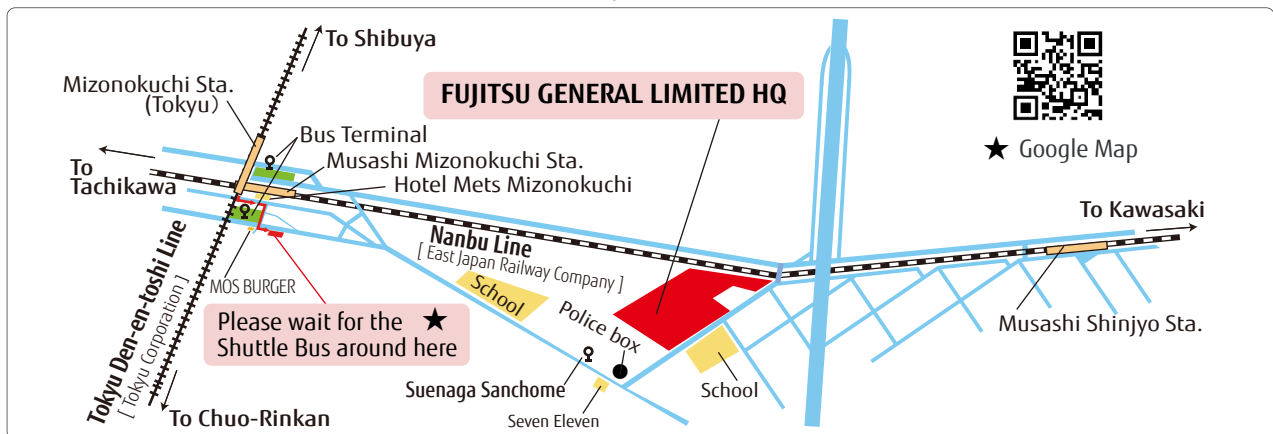 To Shibuya
Mizonokuchi Sta.
(Tokyu)
Bus Terminal
Musashi Mizonokuchi Sta.
Hotel Mets Mizonokuchi
To
Tachikawa
FUJITSU GENERAL LIMITED HQ
★ Google Map
To Kawasaki
Nanbu Line
[ East Japan Railway Company ]
Tokyu Den-en-toshi Line
[ Tokyu Corporation ]
MOS BURGER
School
Police box
Musashi Shinjyo Sta.
Please wait for the ★
Shuttle Bus around here
Suenaga Sanchome
School
Seven Eleven
To Chuo-Rinkan